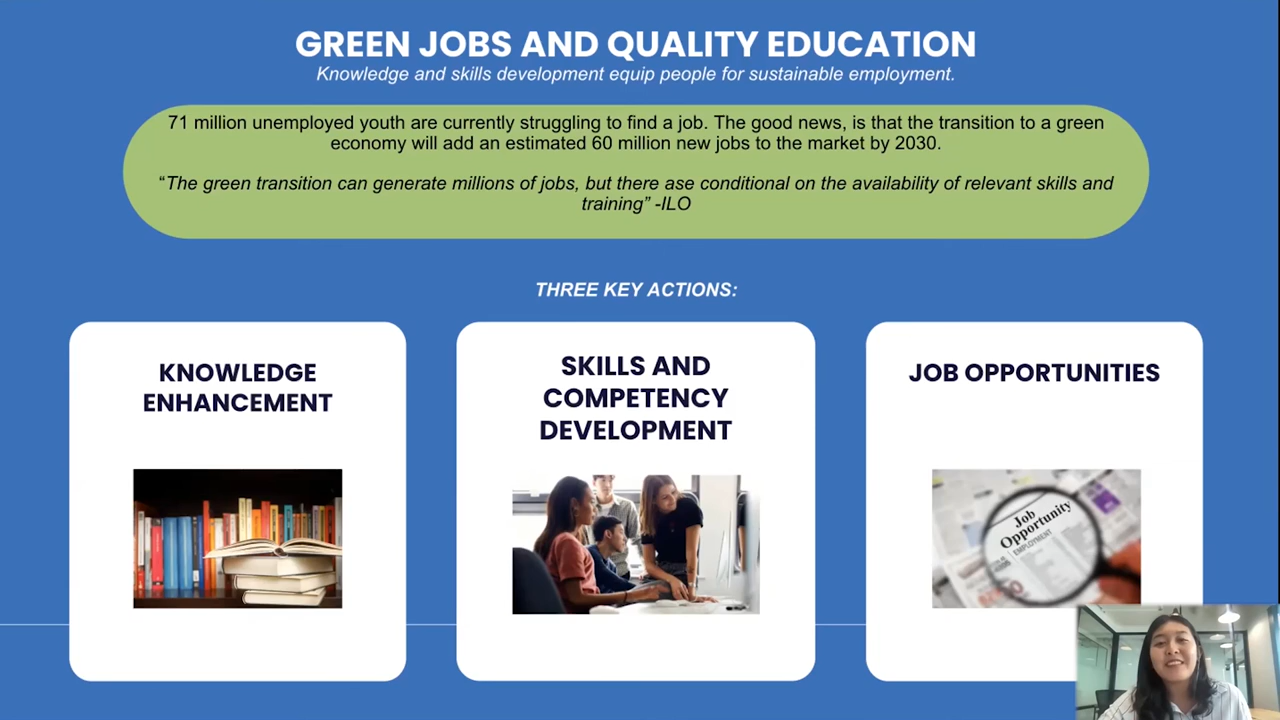 GREEN JOBS AND QUALITY EDUCATION
Knowledge and skills development equip people for sustainable employment.
71 million unemployed youth are currently struggling to find a job. The good news, is that the transition to a green
economy will add an estimated 60 million new jobs to the market by 2030.
“The green transition can generate millions of jobs, but there ase conditional on the availability of relevant skills and
training” -ILO
THREE KEY ACTIONS:
KNOWLEDGE
ENHANCEMENT
SKILLS AND
COMPETENCY
DEVELOPMENT
JOB OPPORTUNITIES
Job
Opportunity
EMPLOYMENT